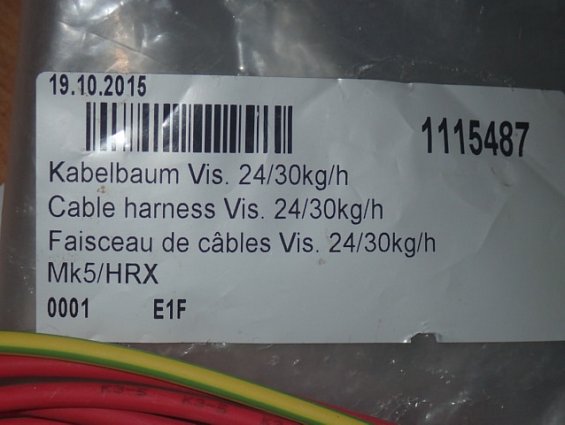 19.10.2015
1115487
Kabelbaum Vis. 24/30kg/h
Cable harness Vis. 24/30kg/h
Faisceau de câbles Vis. 24/30kg/h
Mk5/HRX
0001 E1F